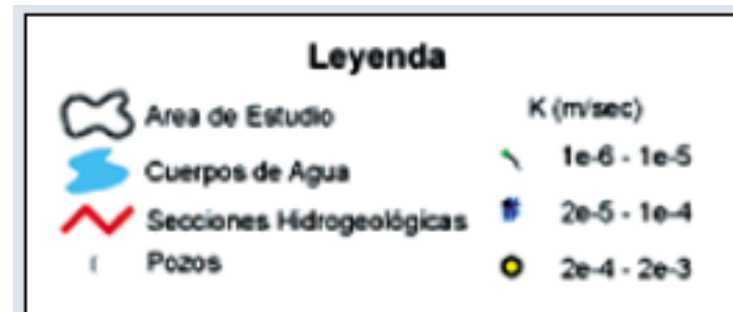 Leyenda
Area de Estudio
Cuerpos de Agua
Secciones Hidrogeológicas
Pozos
K (m/sec)
1e-6 - 1e-5
2e-5 - 1e-4
2e-4 - 2e-3